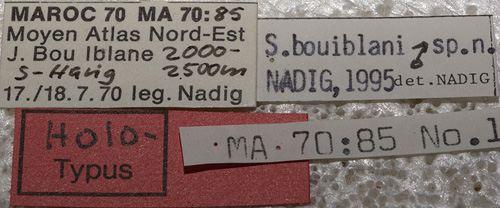 MAROC 70 MA 70:85
Moyen Atlas Nord-Est
J. Bou Iblane 2000-
S-Hang 2500m
17./18.7.70 leg. Nadig
S.bouiblani ♂ sp.n.
NADIG, 1995 det. NADIG
Holo-
Typus
·MA·70:85 No.1